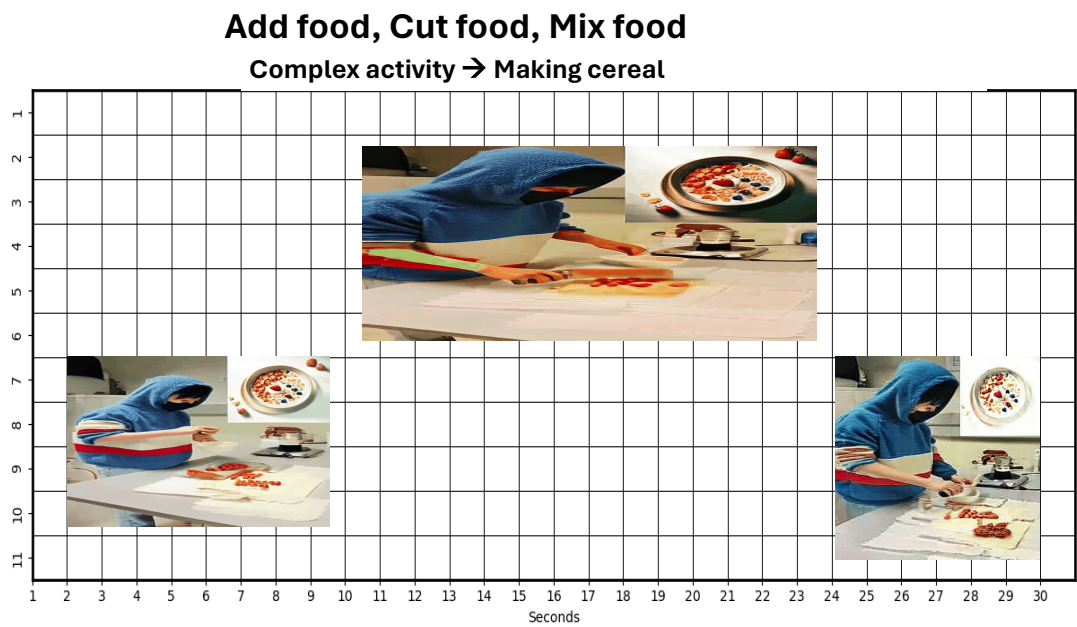 Add food, Cut food, Mix food
Complex activity → Making cereal
1
2
3
4
5
6
7
8
9
10
11
1 2 3 4 5 6 7 8 9 10 11 12 13 14 15 16 17 18 19 20 21 22 23 24 25 26 27 28 29 30
Seconds